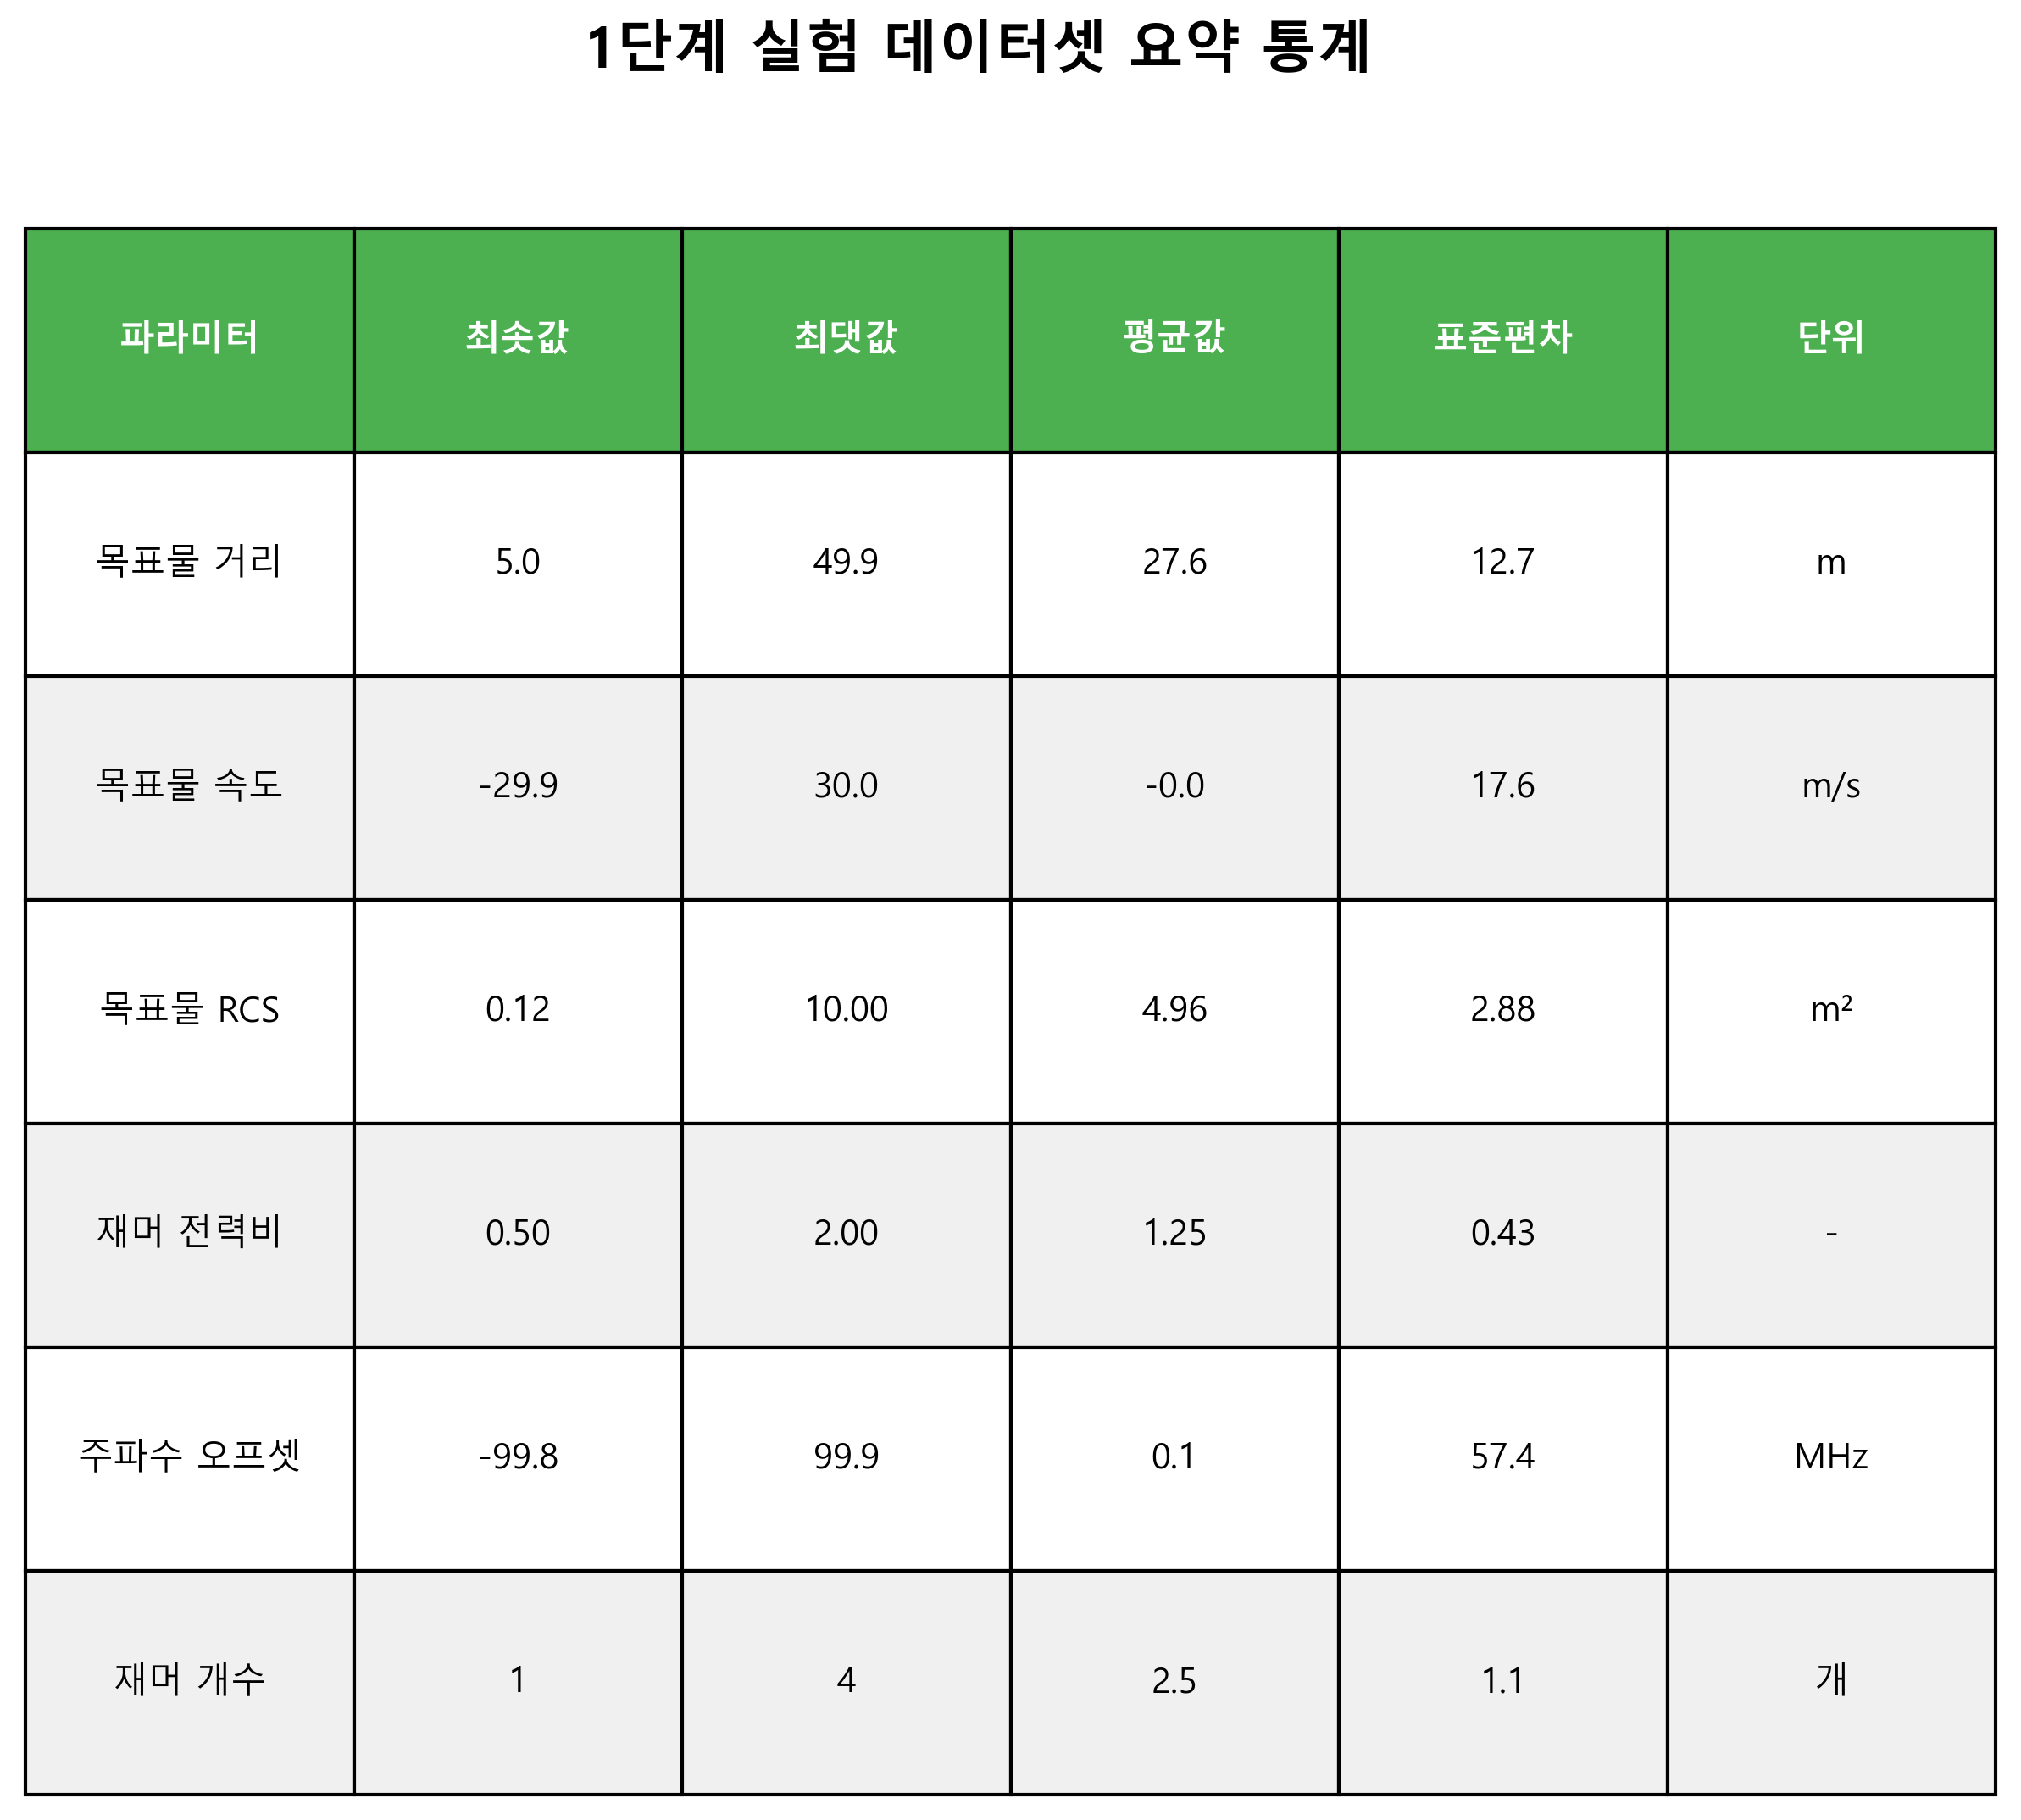 1단계 실험 데이터셋 요약 통계
파라미터 최솟값 최댓값 평균값 표준편차 단위
목표물 거리 5.0 49.9 27.6 12.7 m
목표물 속도 -29.9 30.0 -0.0 17.6 m/s
목표물 RCS 0.12 10.00 4.96 2.88 m²
재머 전력비 0.50 2.00 1.25 0.43 -
주파수 오프셋 -99.8 99.9 0.1 57.4 MHz
재머 개수 1 4 2.5 1.1 개